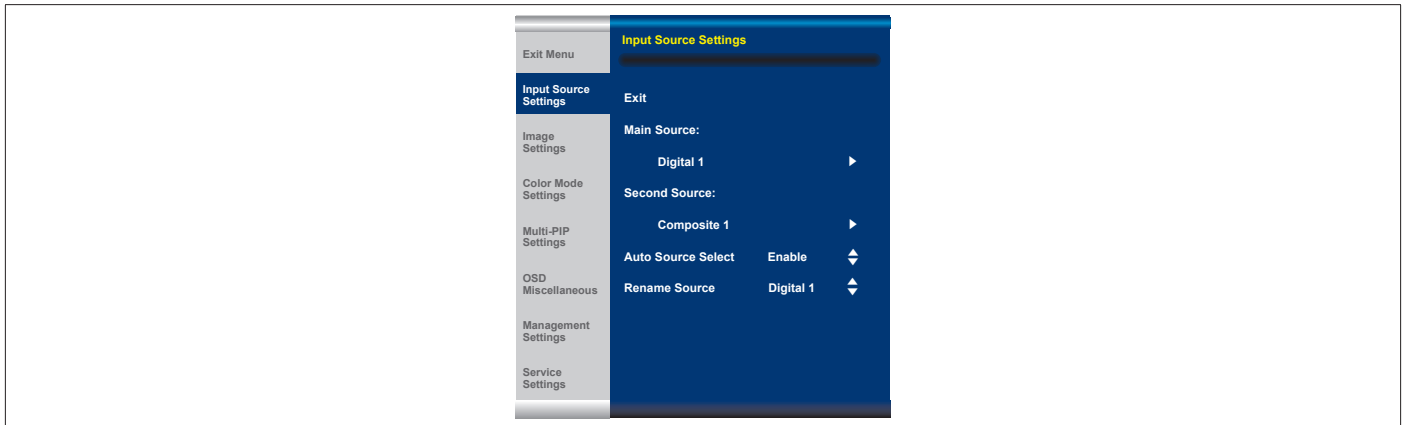 Exit Menu
Input Source
Settings
Image
Settings
Color Mode
Settings
Multi-PIP
Settings
OSD
Miscellaneous
Management
Settings
Service
Settings
Input Source Settings
Exit
Main Source:
Digital 1
Second Source:
Composite 1
Auto Source Select Enable
Rename Source Digital 1